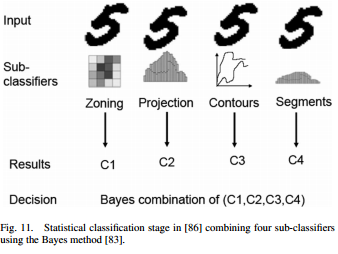 Input
Sub-
classifiers
Zoning Projection Contours Segments
Results C1 C2 C3 C4
Decision Bayes combination of (C1,C2,C3,C4)
Fig. 11. Statistical classification stage in [86] combining four sub-classifiers
using the Bayes method [83].